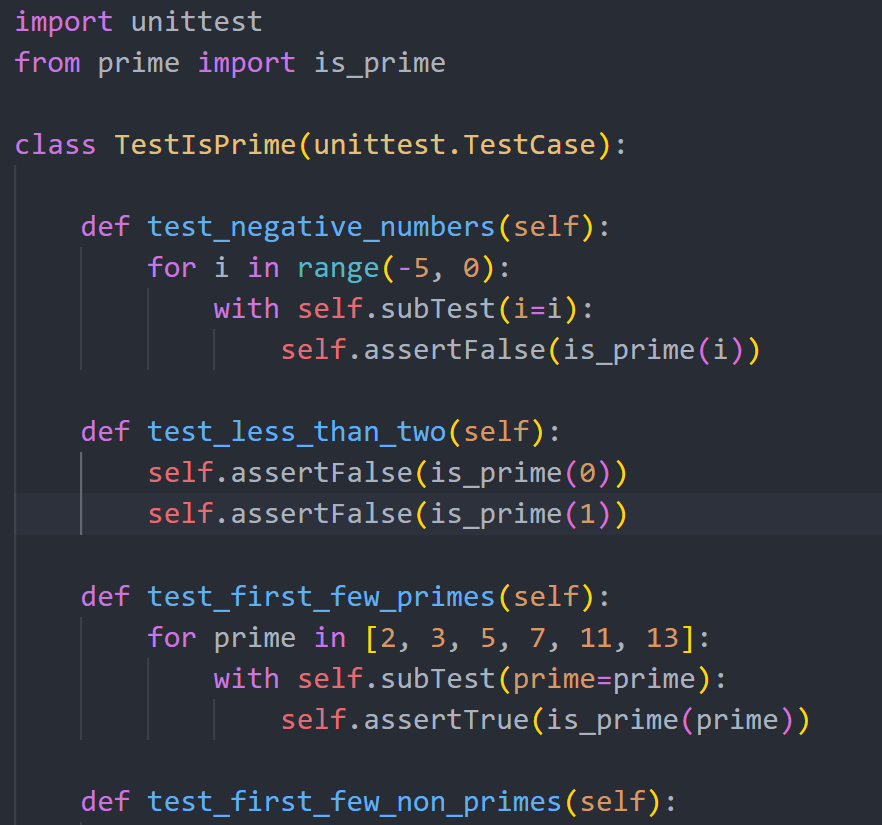 import unittest
from prime import is_prime
class TestIsPrime(unittest.TestCase):
def test_negative_numbers(self):
for i in range(-5, 0):
with self.subTest(i=i):
self.assertFalse(is_prime(i))
def test_less_than_two(self):
self.assertFalse(is_prime(0))
self.assertFalse(is_prime(1))
def test_first_few_primes(self):
for prime in [2, 3, 5, 7, 11, 13]:
with self.subTest(prime=prime):
self.assertTrue(is_prime(prime))
def test_first_few_non_primes(self):